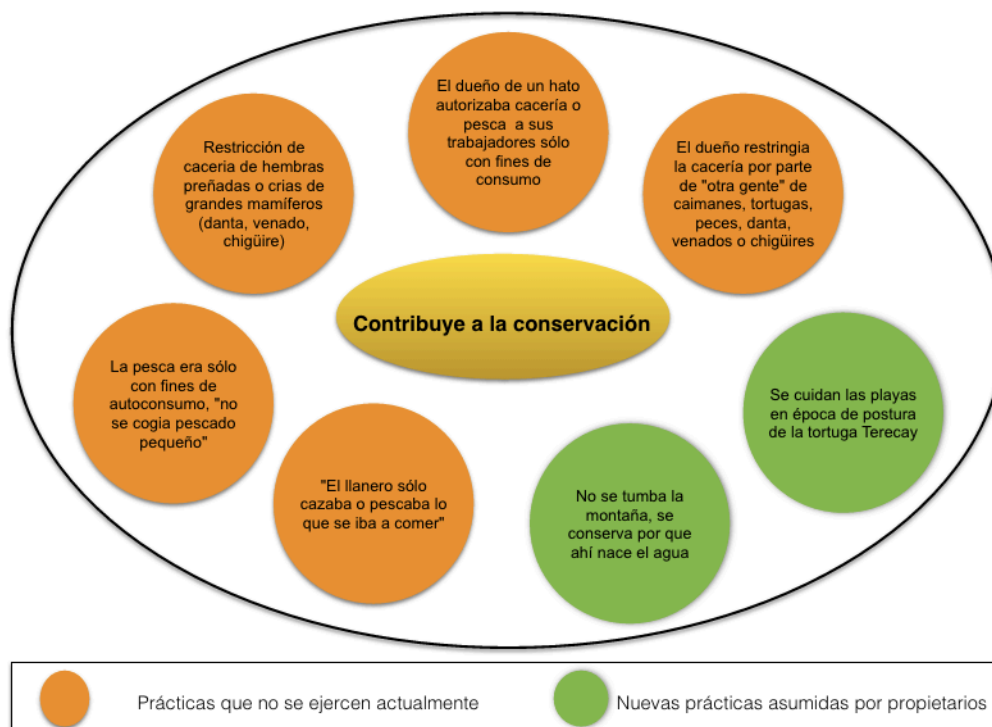 El dueño de un hato
autorizaba cacería o
pesca a sus
trabajadores sólo
con fines de
consumo
Restricción de
caceria de hembras
preñadas o crias de
grandes mamíferos
(danta, venado,
chigüire)
El dueño restringia
la cacería por parte
de "otra gente" de
caimanes, tortugas,
peces, danta,
venados o chigüires
Contribuye a la conservación
La pesca era sólo
con fines de
autoconsumo, "no
se cogia pescado
pequeño"
Se cuidan las playas
en época de postura
de la tortuga Terecay
"El llanero sólo
cazaba o pescaba lo
que se iba a comer"
No se tumba la
montaña, se
conserva por que
ahí nace el agua
Prácticas que no se ejercen actualmente
Nuevas prácticas asumidas por propietarios